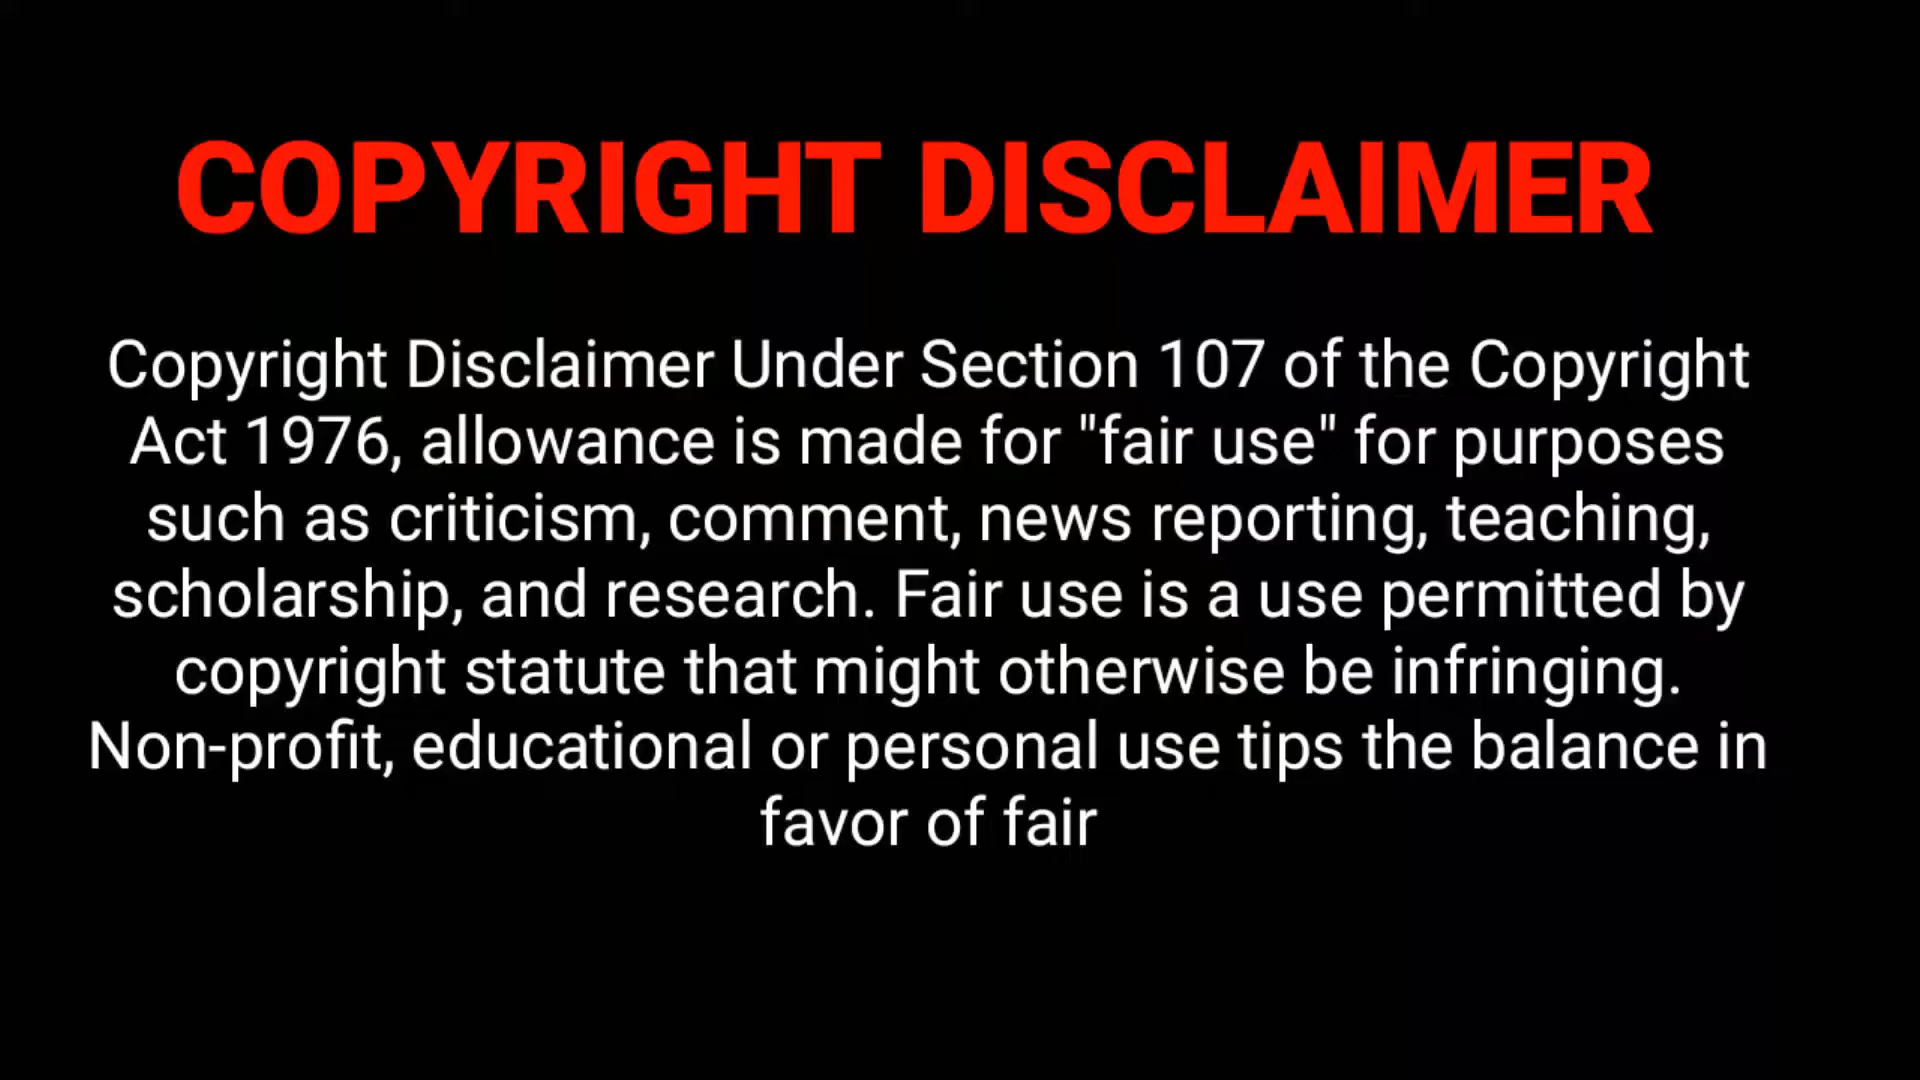 COPYRIGHT DISCLAIMER
Copyright Disclaimer Under Section 107 of the Copyright
Act 1976, allowance is made for "fair use" for purposes
such as criticism, comment, news reporting, teaching,
scholarship, and research. Fair use is a use permitted by
copyright statute that might otherwise be infringing.
Non-profit, educational or personal use tips the balance in
favor of fair